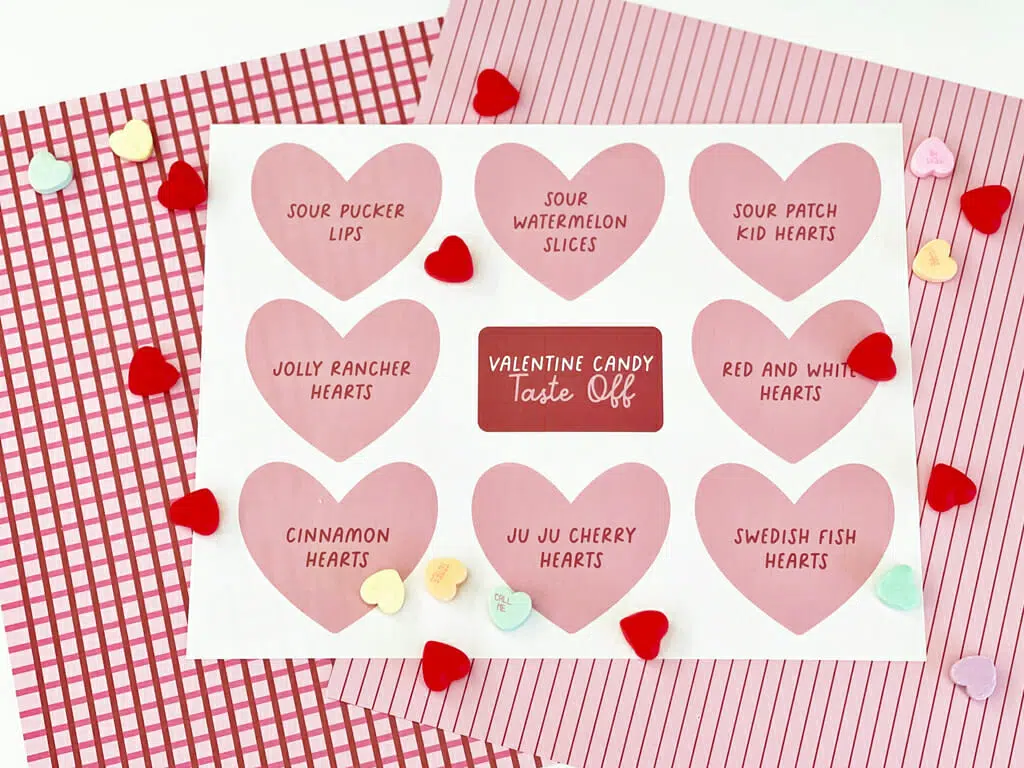 SOUR PUCKER
LIPS
SOUR
WATERMELON
SLICES
SOUR PATCH
KID HEARTS
JOLLY RANCHER
HEARTS
VALENTINE CANDY
Taste Off
RED AND WHITE
HEARTS
CINNAMON
HEARTS
JU JU CHERRY
HEARTS
SWEDISH FISH
HEARTS
CALL
ME